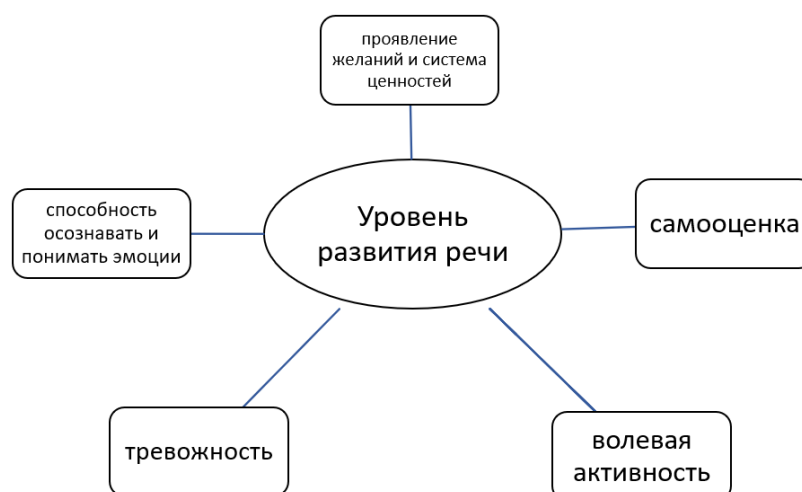 проявление
желаний и система
ценностей
способность
осознавать и
понимать эмоции
Уровень
развития речи
самооценка
тревожность
волевая
активность